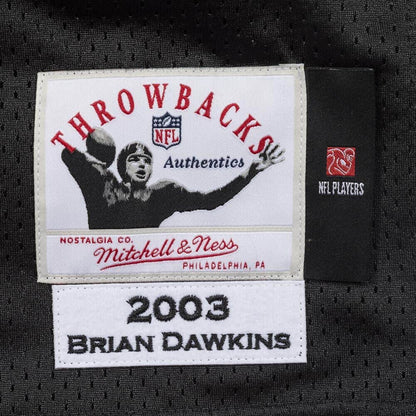 THROWBACKS
NFL
Authentics
NFL PLAYERS
NOSTALGIA CO.
Mitchell & Ness
PHILADELPHIA, PA
2003
BRIAN DAWKINS